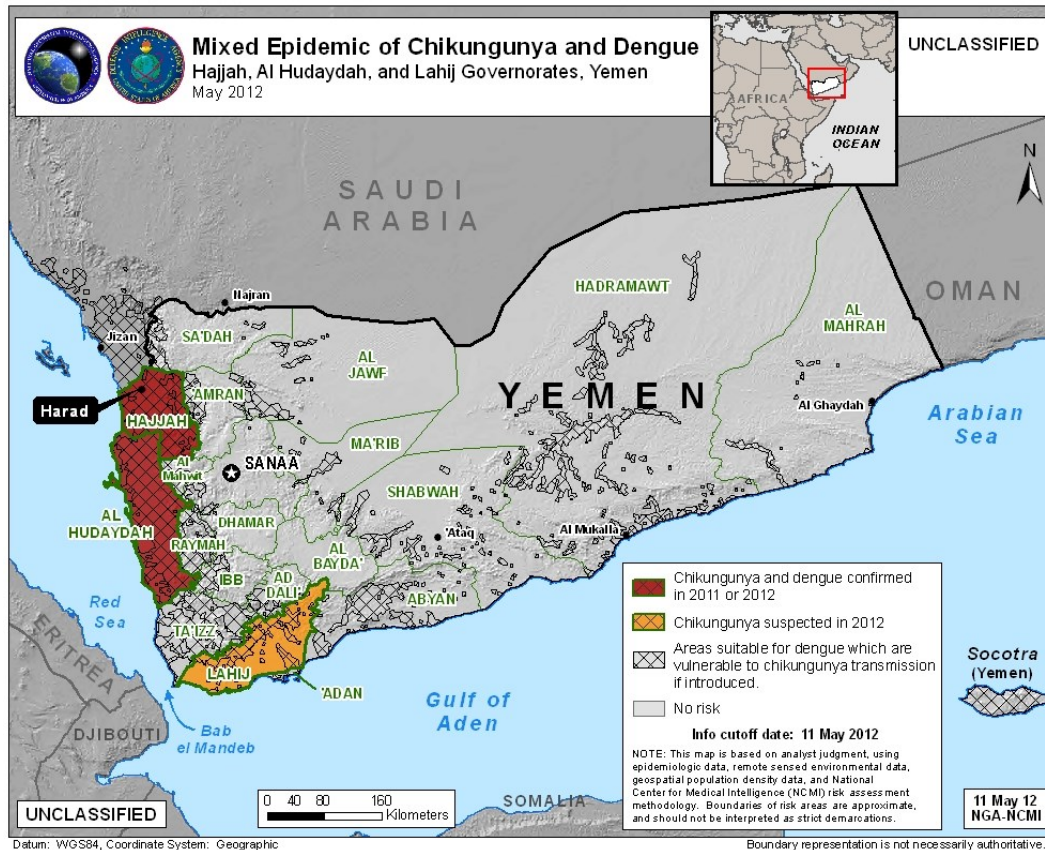 Mixed Epidemic of Chikungunya and Dengue
Hajjah, Al Hudaydah, and Lahij Governorates, Yemen
May 2012
UNCLASSIFIED
AFRICA
INDIAN
OCEAN
N
SAUDI
ARABIA
OMAN
YEMEN
HADRAMAWT
AL
MAHRAH
Najran
Jizan
SA'DAH
AL
JAWF
AMRAN
Harad
HAJJAH
Al
Mahwit
SANAA
MA'RIB
SHABWAH
Al Ghaydah
Arabian
Sea
AL
HUDAYDAH
DHAMAR
RAYMAH
'Ataq
Al Mukalla
AL
BAYDA'
IBB
AD
DALI'
ABYAN
TA'IZZ
LAHIJ
'ADAN
Red
Sea
ERITREA
DJIBOUTI
Bab
el Mandeb
Gulf of
Aden
SOMALIA
Socotra
(Yemen)
Chikungunya and dengue confirmed
in 2011 or 2012
Chikungunya suspected in 2012
Areas suitable for dengue which are
vulnerable to chikungunya transmission
if introduced.
No risk
Info cutoff date: 11 May 2012
NOTE: This map is based on analyst judgment, using
epidemiologic data, remote sensed environmental data,
geospatial population density data, and National
Center for Medical Intelligence (NCMI) risk assessment
methodology. Boundaries of risk areas are approximate,
and should not be interpreted as strict demarcations.
0 40 80 160
Kilometers
UNCLASSIFIED
11 May 12
NGA-NCMI
Datum: WGS84, Coordinate System: Geographic
Boundary representation is not necessarily authoritative.